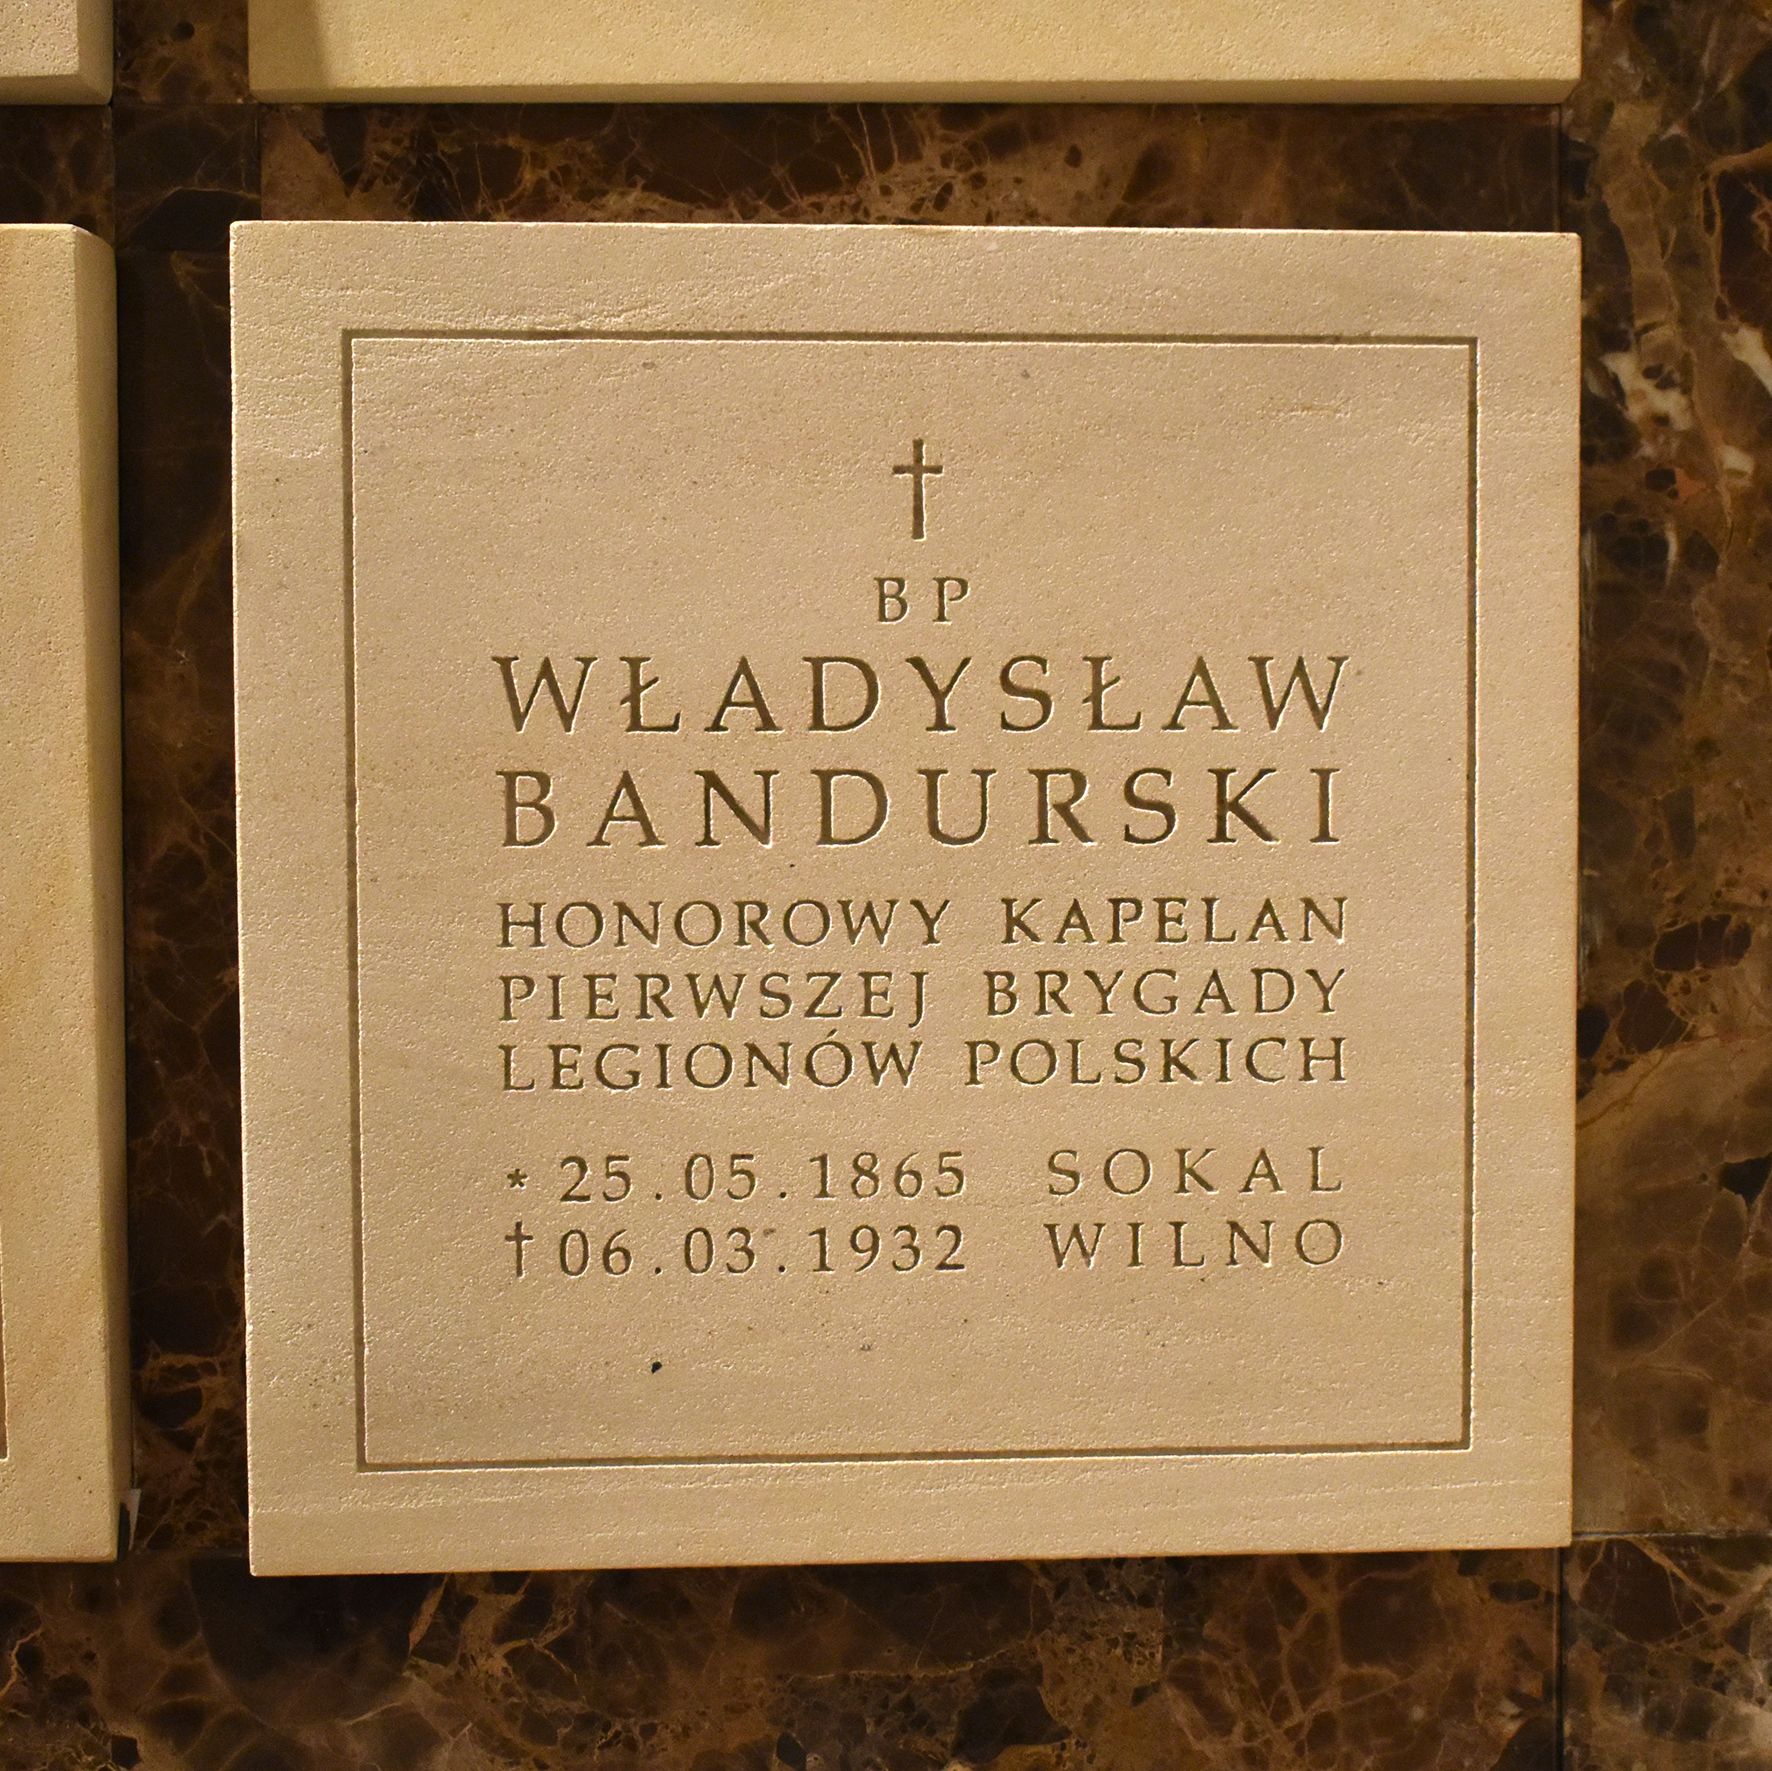 †
BP
WŁADYSŁAW
BANDURSKI
HONOROWY KAPELAN
PIERWSZEJ BRYGADY
LEGIONÓW POLSKICH
* 25.05.1865 SOKAL
† 06.03.1932 WILNO